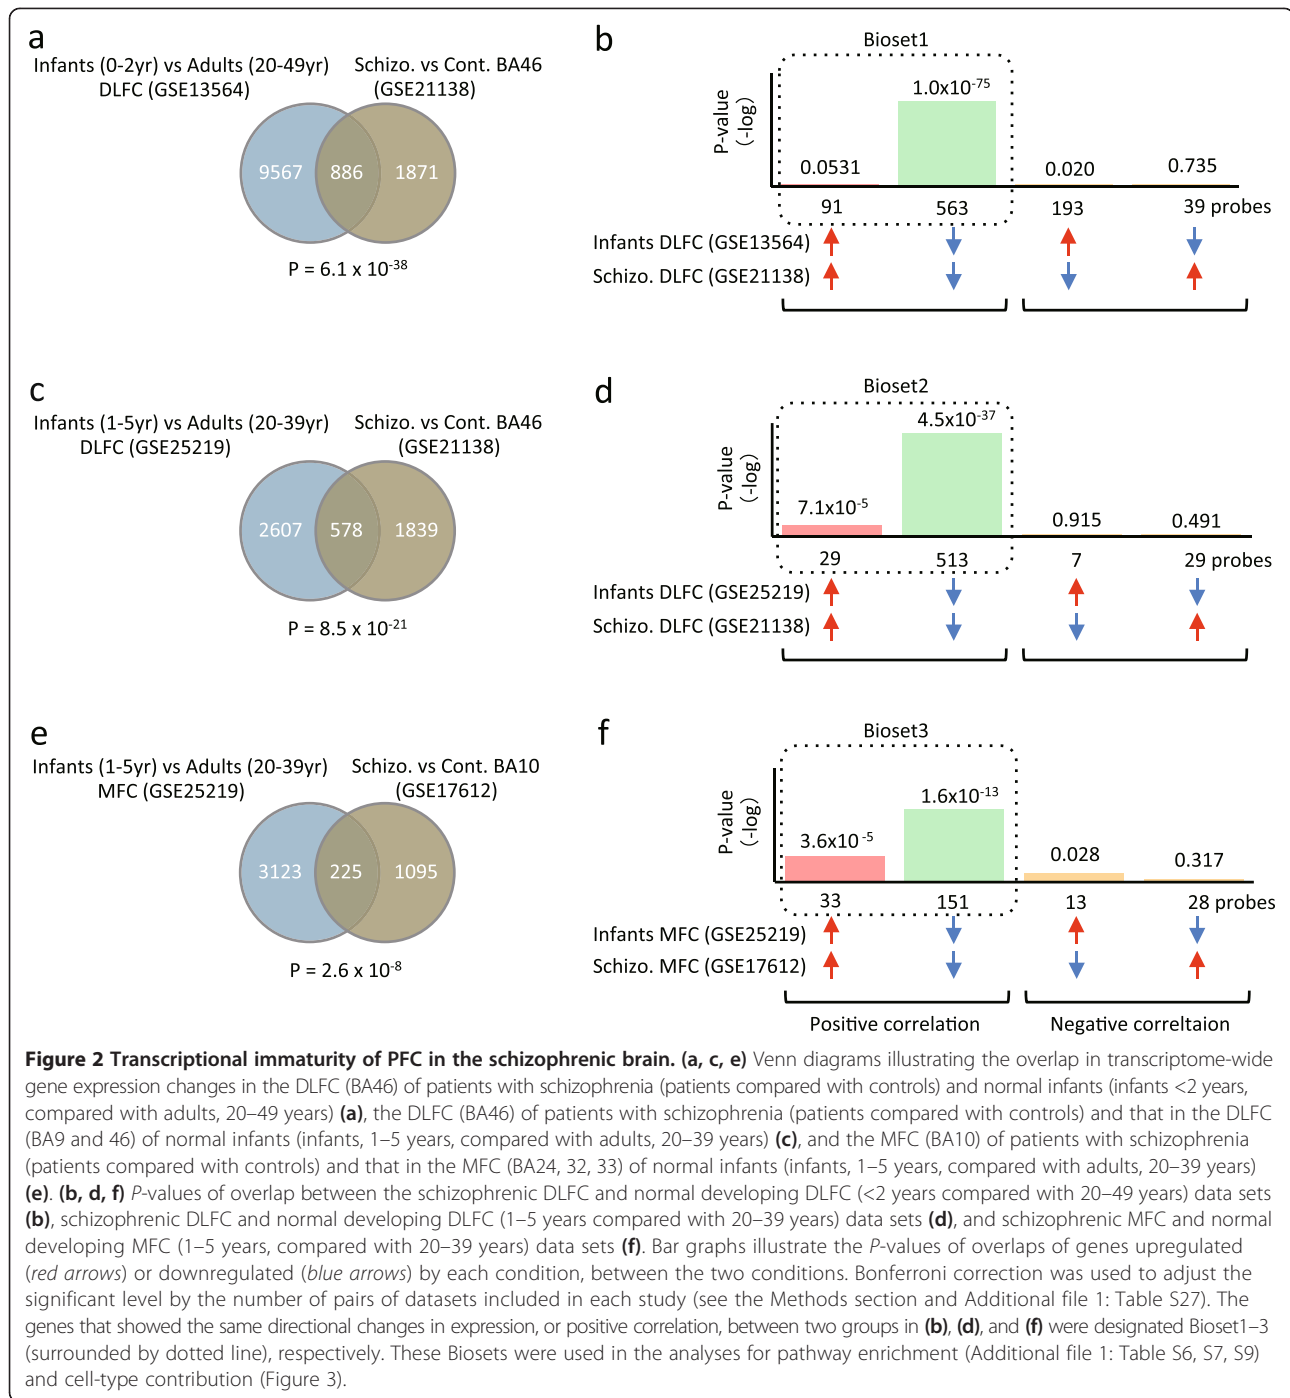 a
Infants (0-2yr) vs Adults (20-49yr)
DLFC (GSE13564)
Schizo. vs Cont. BA46
(GSE21138)
9567
886
1871
P = 6.1 x 10-38
b
Bioset1
P-value
(-log)
0.0531
1.0x10-75
0.020
0.735
91
563
193
39 probes
Infants DLFC (GSE13564)
Schizo. DLFC (GSE21138)
c
Infants (1-5yr) vs Adults (20-39yr)
DLFC (GSE25219)
Schizo. vs Cont. BA46
(GSE21138)
2607
578
1839
P = 8.5 x 10-21
d
Bioset2
P-value
(-log)
7.1x10-5
4.5x10-37
0.915
0.491
29
513
7
29 probes
Infants DLFC (GSE25219)
Schizo. DLFC (GSE21138)
e
Infants (1-5yr) vs Adults (20-39yr)
MFC (GSE25219)
Schizo. vs Cont. BA10
(GSE17612)
3123
225
1095
P = 2.6 x 10-8
f
Bioset3
P-value
(-log)
3.6x10-5
1.6x10-13
0.028
0.317
33
151
13
28 probes
Infants MFC (GSE25219)
Schizo. MFC (GSE17612)
Positive correlation
Negative correltaion
Figure 2 Transcriptional immaturity of PFC in the schizophrenic brain. (a, c, e) Venn diagrams illustrating the overlap in transcriptome-wide
gene expression changes in the DLFC (BA46) of patients with schizophrenia (patients compared with controls) and normal infants (infants <2 years,
compared with adults, 20–49 years) (a), the DLFC (BA46) of patients with schizophrenia (patients compared with controls) and that in the DLFC
(BA9 and 46) of normal infants (infants, 1–5 years, compared with adults, 20–39 years) (c), and the MFC (BA10) of patients with schizophrenia
(patients compared with controls) and that in the MFC (BA24, 32, 33) of normal infants (infants, 1–5 years, compared with adults, 20–39 years)
(e). (b, d, f) P-values of overlap between the schizophrenic DLFC and normal developing DLFC (<2 years compared with 20–49 years) data sets
(b), schizophrenic DLFC and normal developing DLFC (1–5 years compared with 20–39 years) data sets (d), and schizophrenic MFC and normal
developing MFC (1–5 years, compared with 20–39 years) data sets (f). Bar graphs illustrate the P-values of overlaps of genes upregulated
(red arrows) or downregulated (blue arrows) by each condition, between the two conditions. Bonferroni correction was used to adjust the
significant level by the number of pairs of datasets included in each study (see the Methods section and Additional file 1: Table S27). The
genes that showed the same directional changes in expression, or positive correlation, between two groups in (b), (d), and (f) were designated Bioset1–3
(surrounded by dotted line), respectively. These Biosets were used in the analyses for pathway enrichment (Additional file 1: Table S6, S7, S9)
and cell-type contribution (Figure 3).